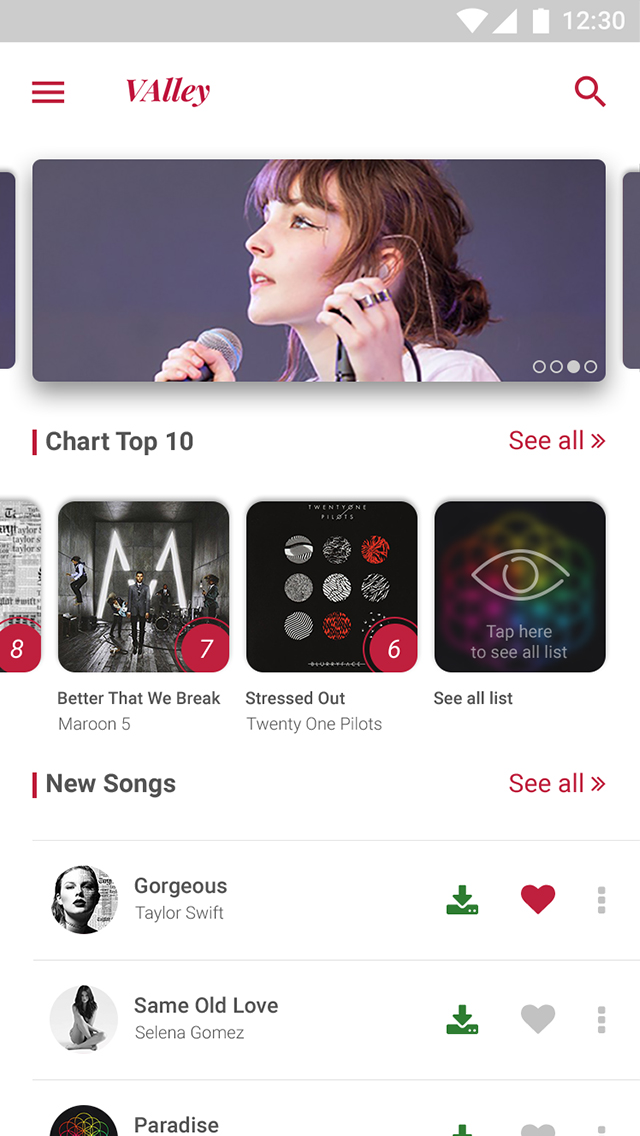 12:30
VAlley
Chart Top 10
See all »
8
7
TWENTY ONE
PILOTS
BLURRYFACE
6
Tap here
to see all list
Better That We Break
Maroon 5
Stressed Out
Twenty One Pilots
See all list
New Songs
See all »
Gorgeous
Taylor Swift
Same Old Love
Selena Gomez
Paradise